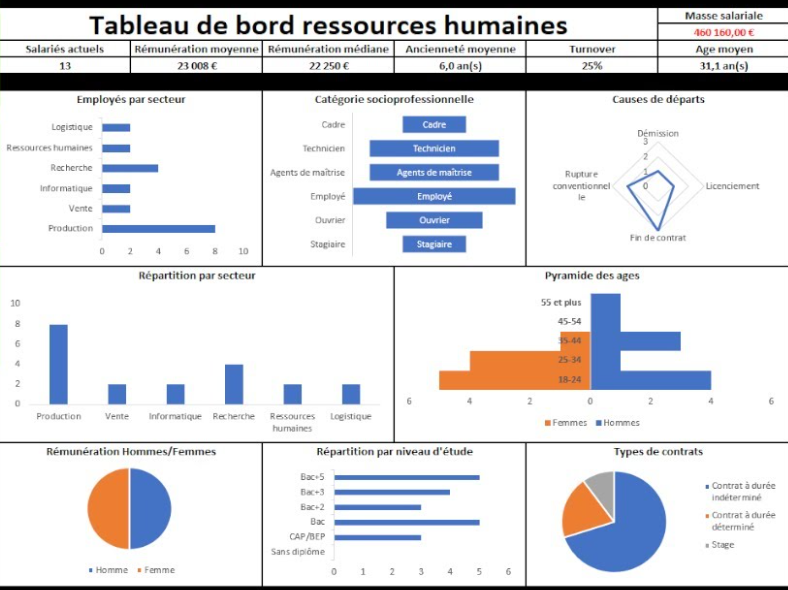 Tableau de bord ressources humaines
Masse salariale
460 160,00 €
Salariés actuels
Rémunération moyenne
Rémunération médiane
Ancienneté moyenne
Turnover
Age moyen
13
23 008 €
22 250 €
6,0 an(s)
25%
31,1 an(s)
Employés par secteur
Logistique
Ressources humaines
Recherche
Informatique
Vente
Production
0 2 4 6 8 10
Catégorie socioprofessionnelle
Cadre Cadre
Technicien Technicien
Agents de maîtrise Agents de maîtrise
Employé Employé
Ouvrier Ouvrier
Stagiaire Stagiaire
Causes de départs
Démission
3
2
1
0
Rupture
conventionnel
le
Licenciement
Fin de contrat
Répartition par secteur
10
8
6
4
2
0
Production Vente Informatique Recherche Ressources Logistique
humaines
Pyramide des ages
55 et plus
45-54
35-44
25-34
18-24
6 4 2 0 2 4 6
Femmes Hommes
Rémunération Hommes/Femmes
Homme Femme
Répartition par niveau d'étude
Bac+5
Bac+3
Bac+2
Bac
CAP/BEP
Sans diplôme
0 1 2 3 4 5 6
Types de contrats
Contrat à durée
indéterminé
Contrat à durée
déterminé
Stage